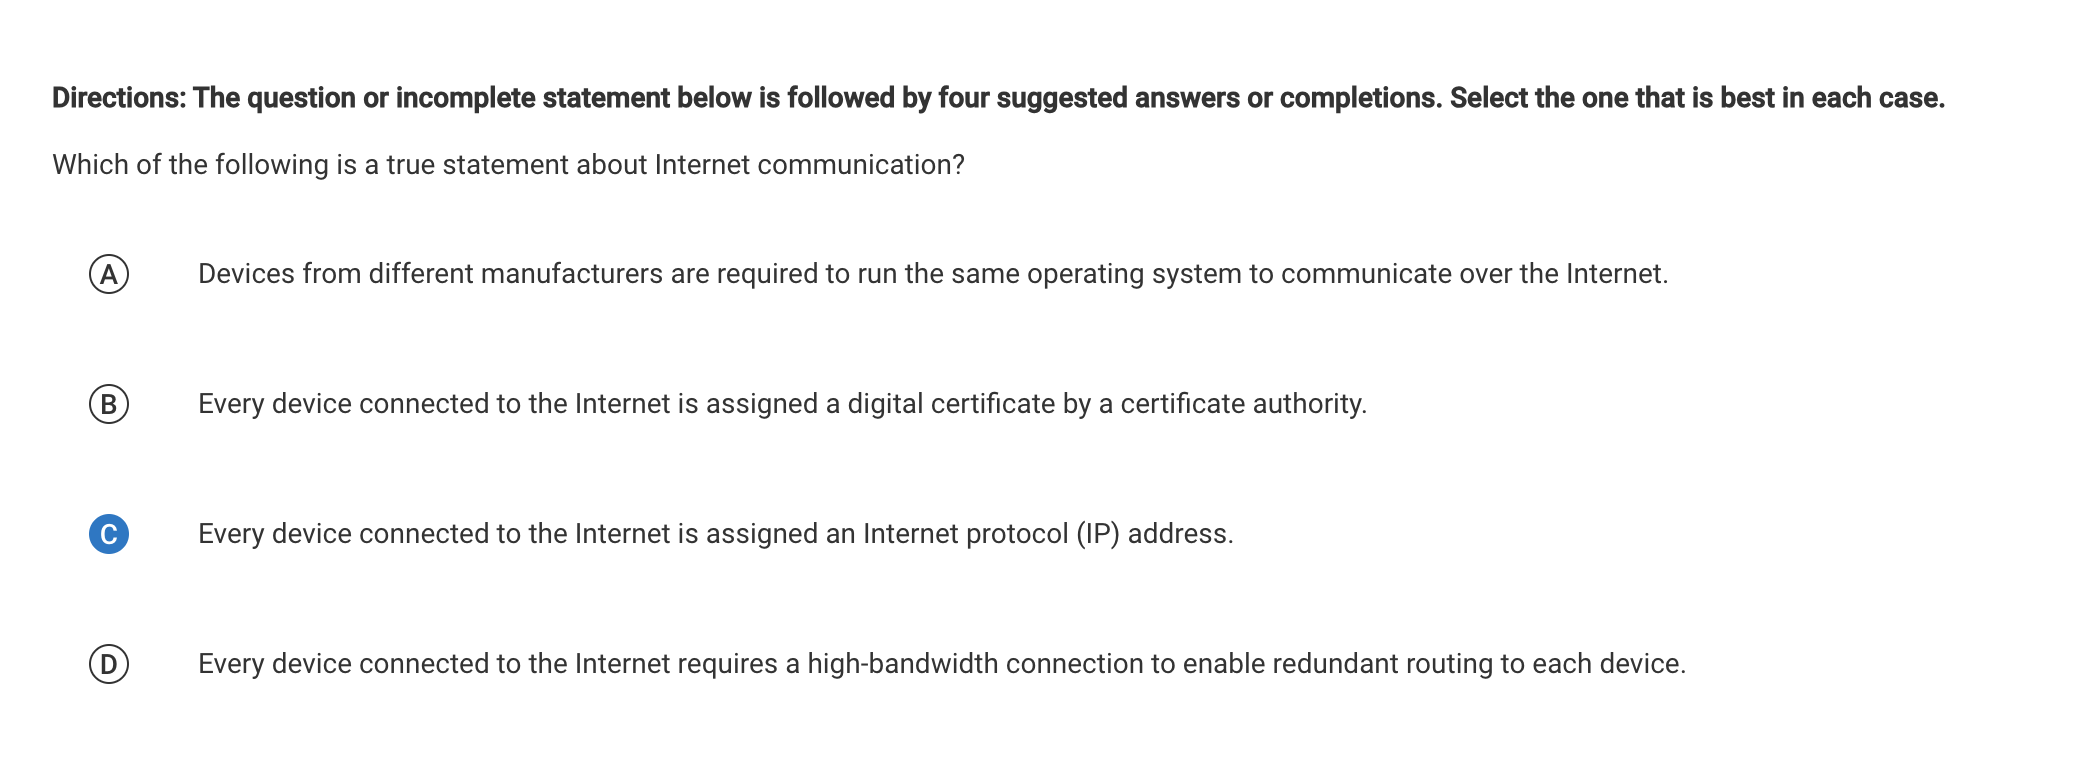 Directions: The question or incomplete statement below is followed by four suggested answers or completions. Select the one that is best in each case.
Which of the following is a true statement about Internet communication?
A Devices from different manufacturers are required to run the same operating system to communicate over the Internet.
B Every device connected to the Internet is assigned a digital certificate by a certificate authority.
C Every device connected to the Internet is assigned an Internet protocol (IP) address.
D Every device connected to the Internet requires a high-bandwidth connection to enable redundant routing to each device.